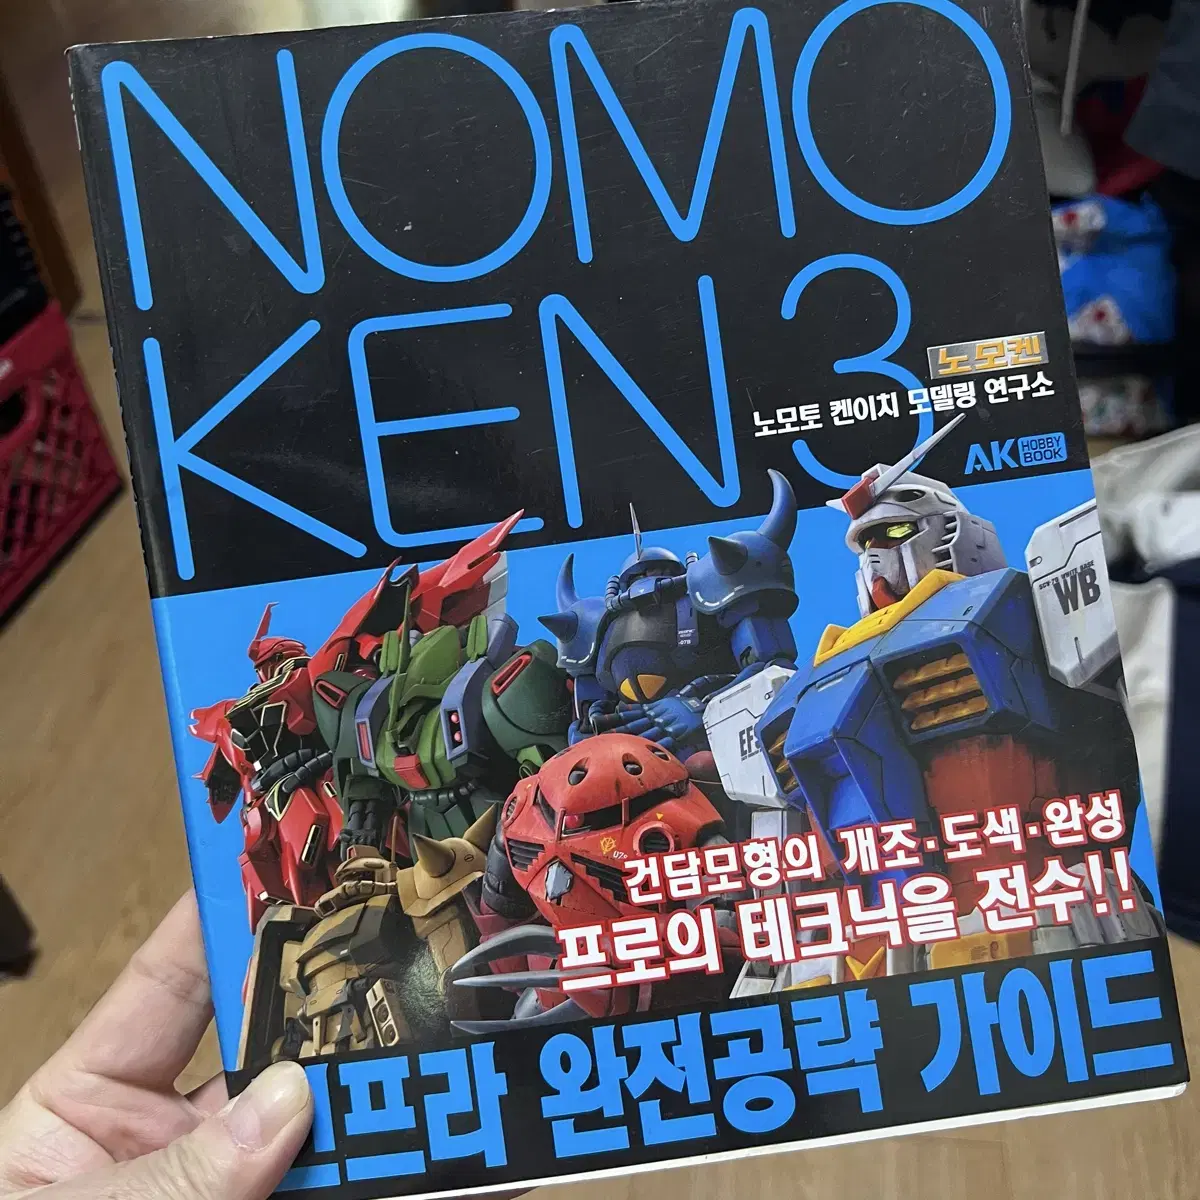 NOMO
KEN 3
노모켄
노모토 켄이치 모델링 연구소
AK HOBBY BOOK
WB
건담모형의 개조·도색·완성
프로의 테크닉을 전수!!
프라 완전공략 가이드